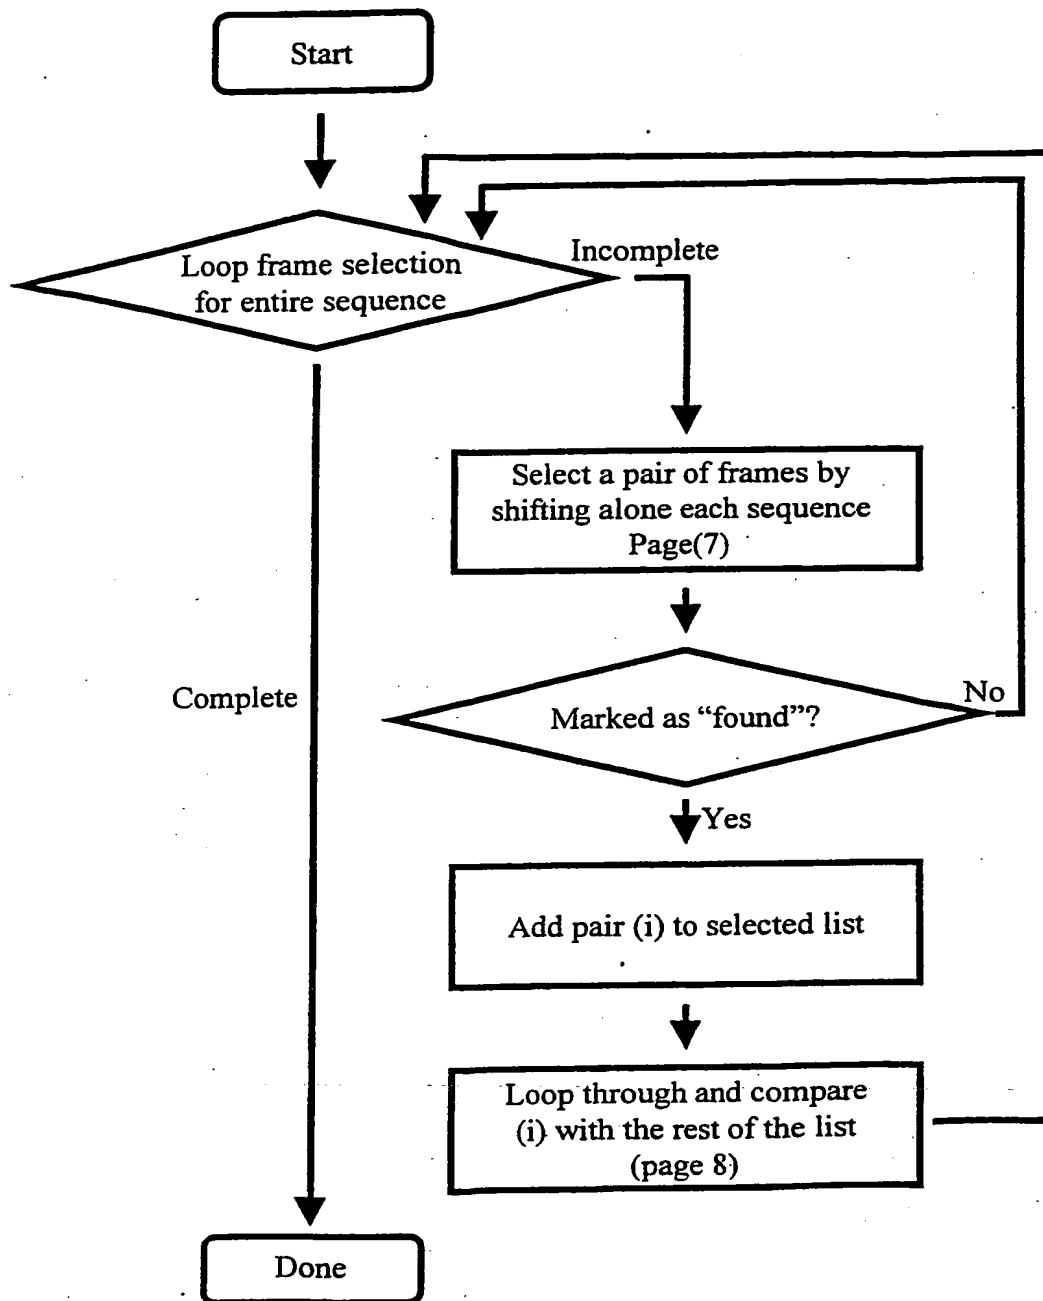 Start
Loop frame selection
for entire sequence
Incomplete
Select a pair of frames by
shifting alone each sequence
Page(7)
Complete
Marked as “found”?
No
Yes
Add pair (i) to selected list
Loop through and compare
(i) with the rest of the list
(page 8)
Done